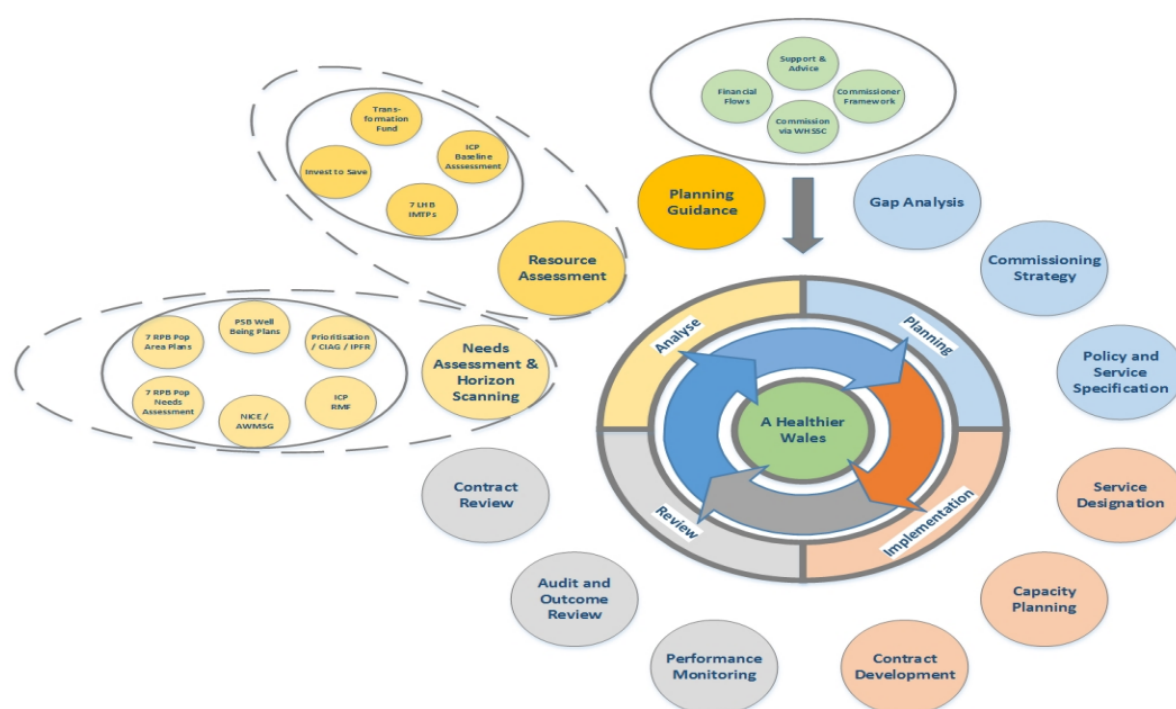 Support &
Advice
Financial
Flows
Commissioner
Framework
Commission
via WHSSC
Trans-
formation
Fund
ICP
Baseline
Asssessment
Invest to Save
7 LHB
IMTPs
Planning
Guidance
Gap Analysis
Resource
Assessment
Commissioning
Strategy
7 RPB Pop
Area Plans
PSB Well
Being Plans
Prioritisation
/ CIAG / IPFR
7 RPB Pop
Needs
Assessment
NICE /
AWMSG
ICP
RMF
Needs
Assessment &
Horizon
Scanning
Analyse
Planning
Policy and
Service
Specification
A Healthier
Wales
Contract
Review
Review
Implementation
Service
Designation
Audit and
Outcome
Review
Capacity
Planning
Performance
Monitoring
Contract
Development